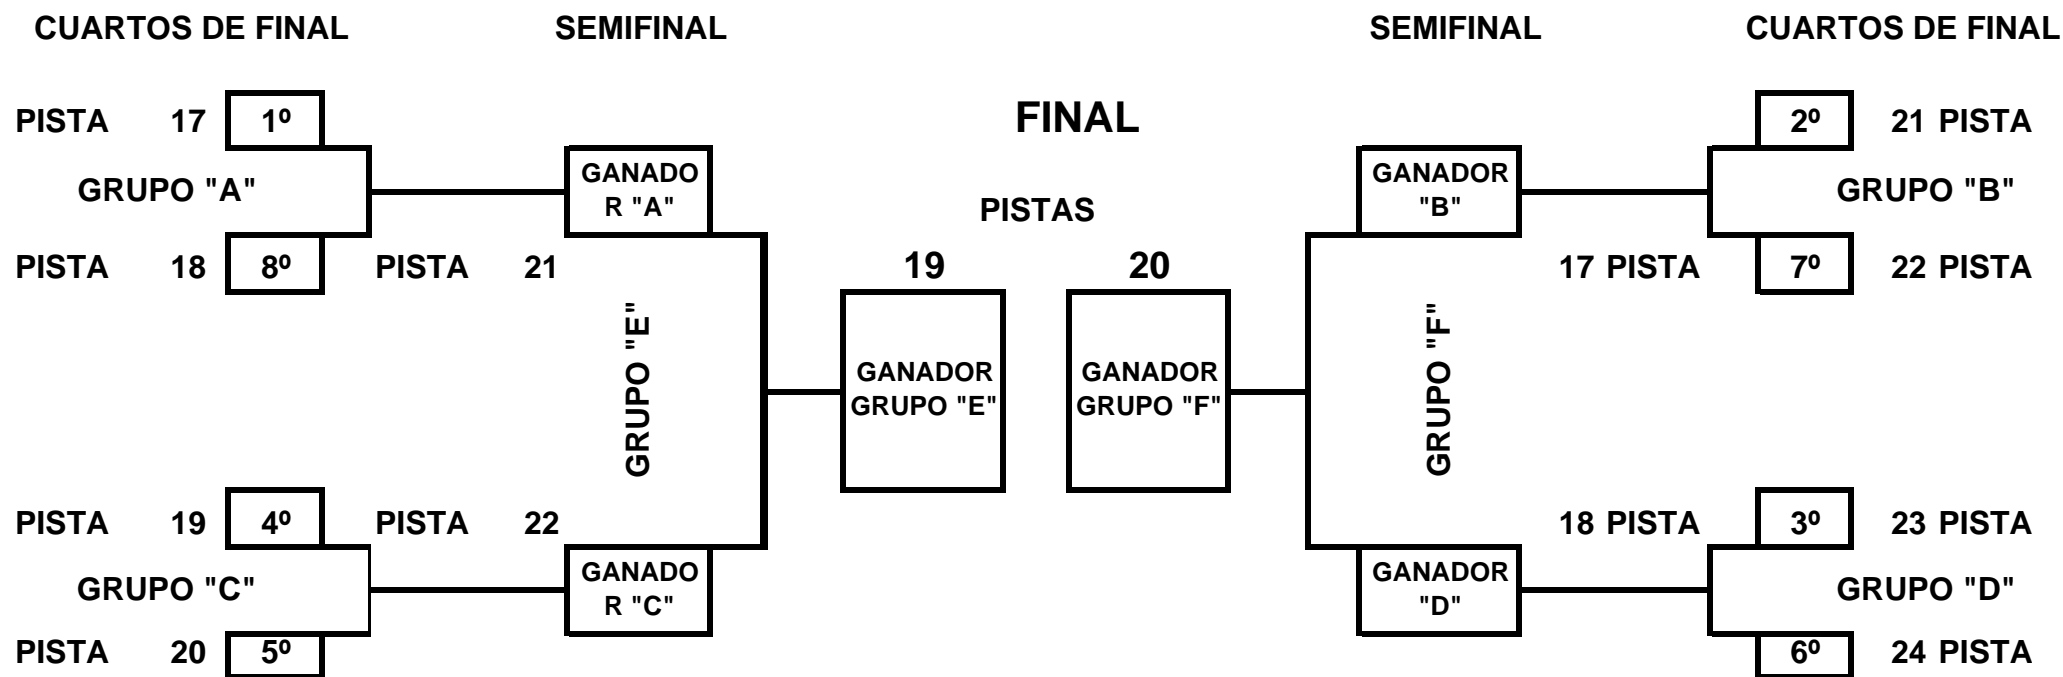 CUARTOS DE FINAL SEMIFINAL SEMIFINAL CUARTOS DE FINAL
PISTA 17 1º FINAL 2º 21 PISTA
GRUPO "A" GANADO
R "A" GANADOR
"B" GRUPO "B"
PISTAS
PISTA 18 8º PISTA 21 19 20 17 PISTA 7º 22 PISTA
GRUPO "E"
GANADOR
GRUPO "E"
GANADOR
GRUPO "F"
GRUPO "F"
PISTA 19 4º PISTA 22 18 PISTA 3º 23 PISTA
GRUPO "C" GANADO
R "C" GANADOR
"D" GRUPO "D"
PISTA 20 5º 6º 24 PISTA